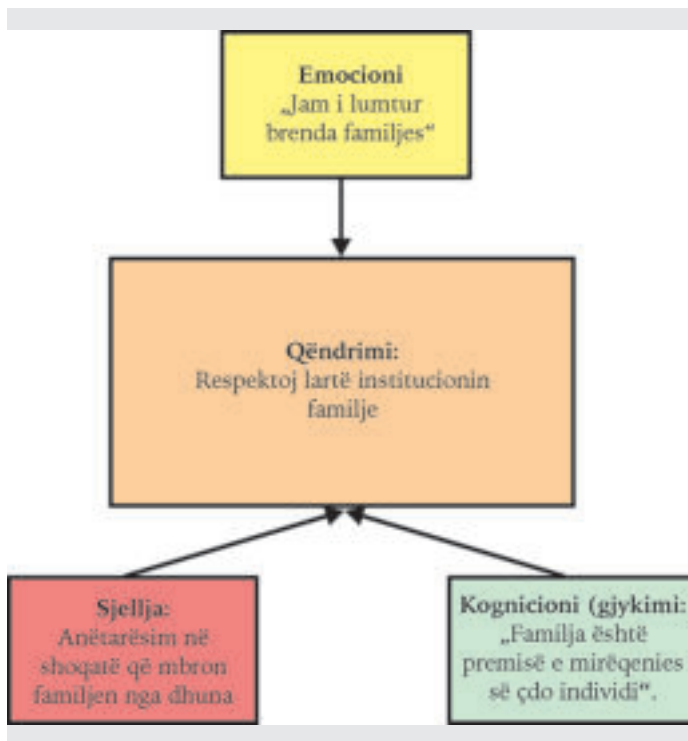 Emocioni
„Jam i lumtur
brenda familjes“
Qëndrimi:
Respektoj lartë institucionin
familje
Sjellja:
Anëtarësim në
shoqatë që mbron
familjen nga dhuna
Kognicioni (gjykimi:
„Familja është
premisë e mirëqenies
së çdo individi“.